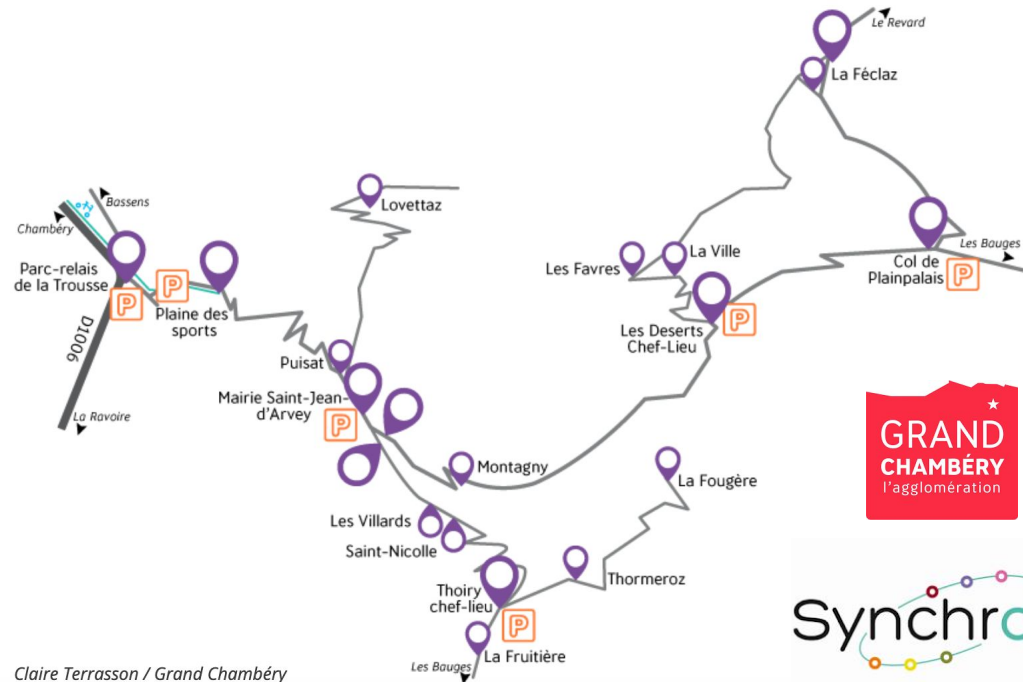 Le Revard
La Féclaz
Lovettaz
Bassens
Chambéry
Parc-relais
de la Trousse
P
P
Plaine des
sports
D1006
La Ravoire
Les Favres
La Ville
Les Bauges
Col de
Plainpalais
P
Les Deserts
Chef-Lieu
P
Puisat
Mairie Saint-Jean-
d'Arvey
P
Montagny
La Fougère
Les Villards
Saint-Nicolle
Thormeroz
Thoiry
chef-lieu
P
La Fruitière
Les Bauges
GRAND
CHAMBÉRY
l'agglomération
Synchro
Claire Terrasson / Grand Chambéry